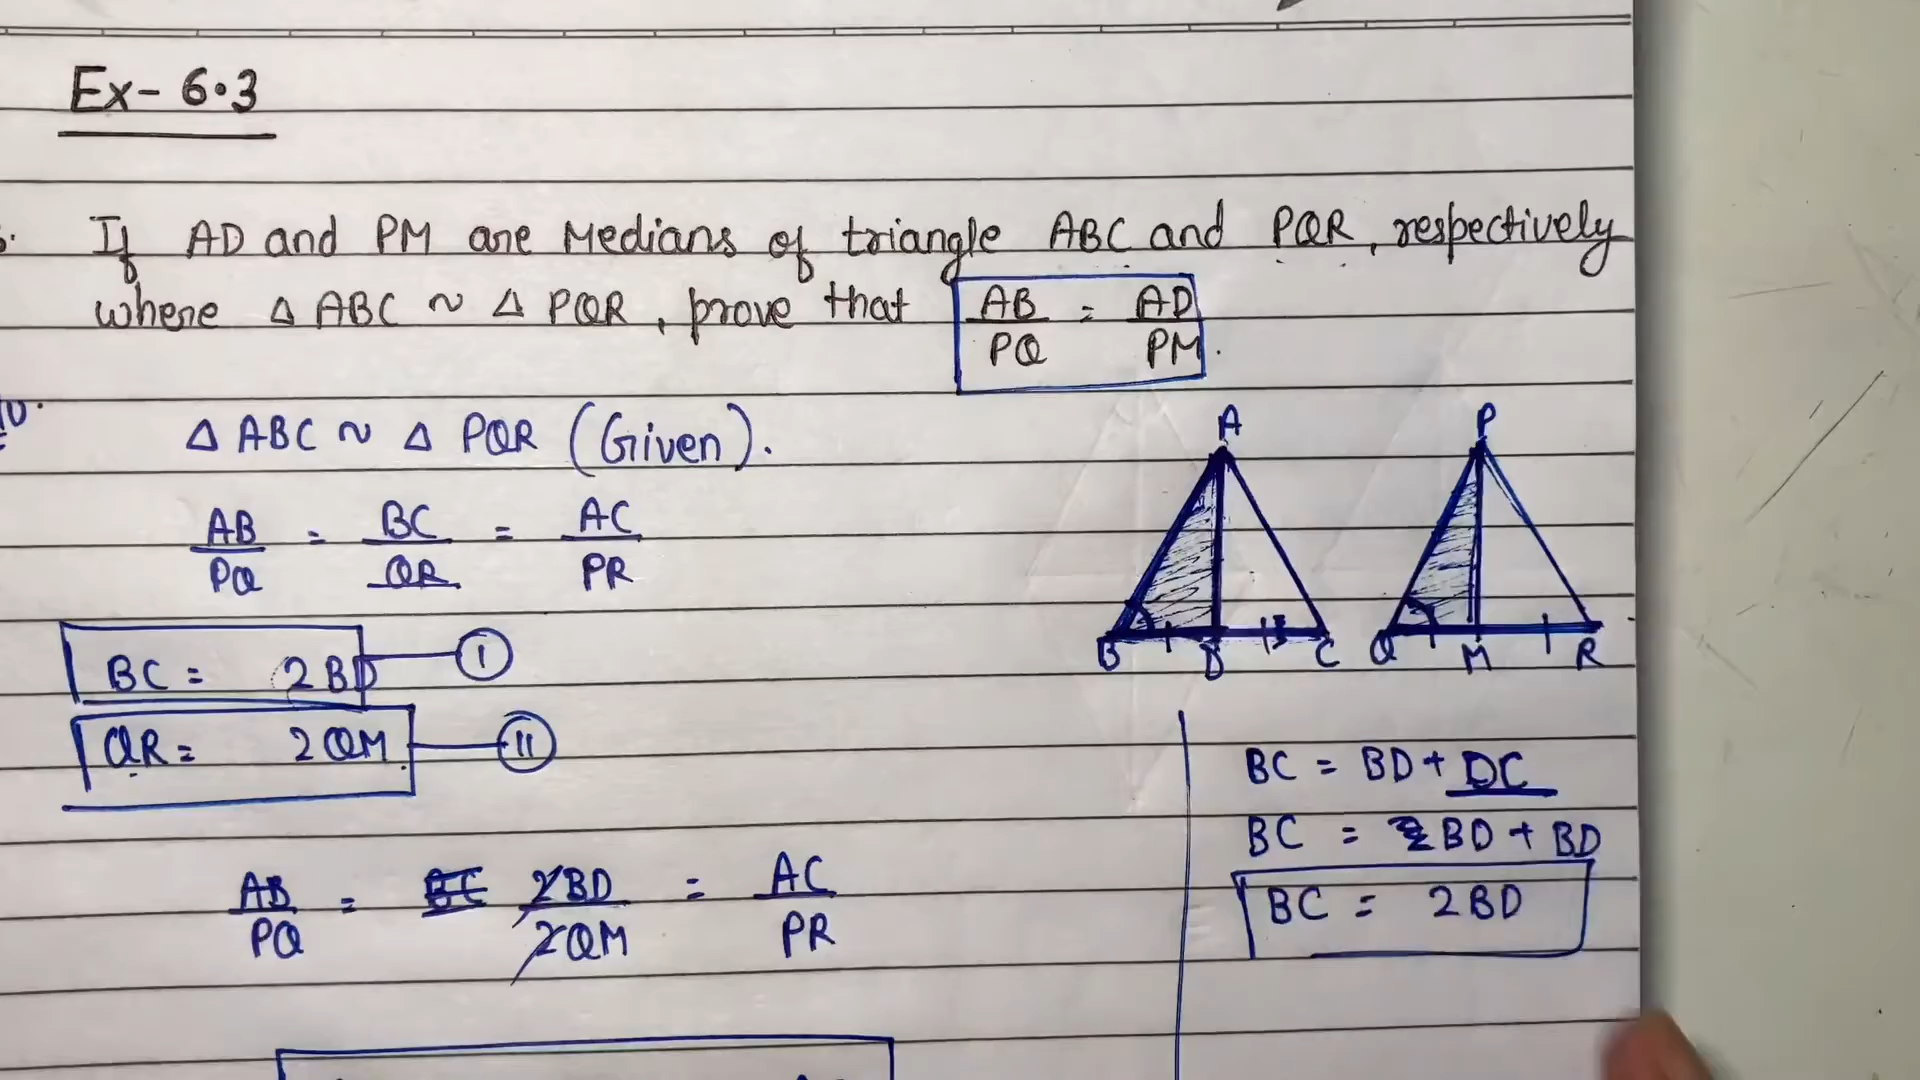 Ex- 6.3
If AD and PM are Medians of triangle ABC and PQR, respectively
where △ ABC ~ △ PQR, prove that AB/PQ = AD/PM.
△ ABC ~ △ PQR (Given).
AB/PQ = BC/QR = AC/PR
BC = 2BD — I
QR = 2QM — II
AB/PQ = 2BD/2QM = AC/PR
A
B D C
P
Q M R
BC = BD + DC
BC = BD + BD
BC = 2BD